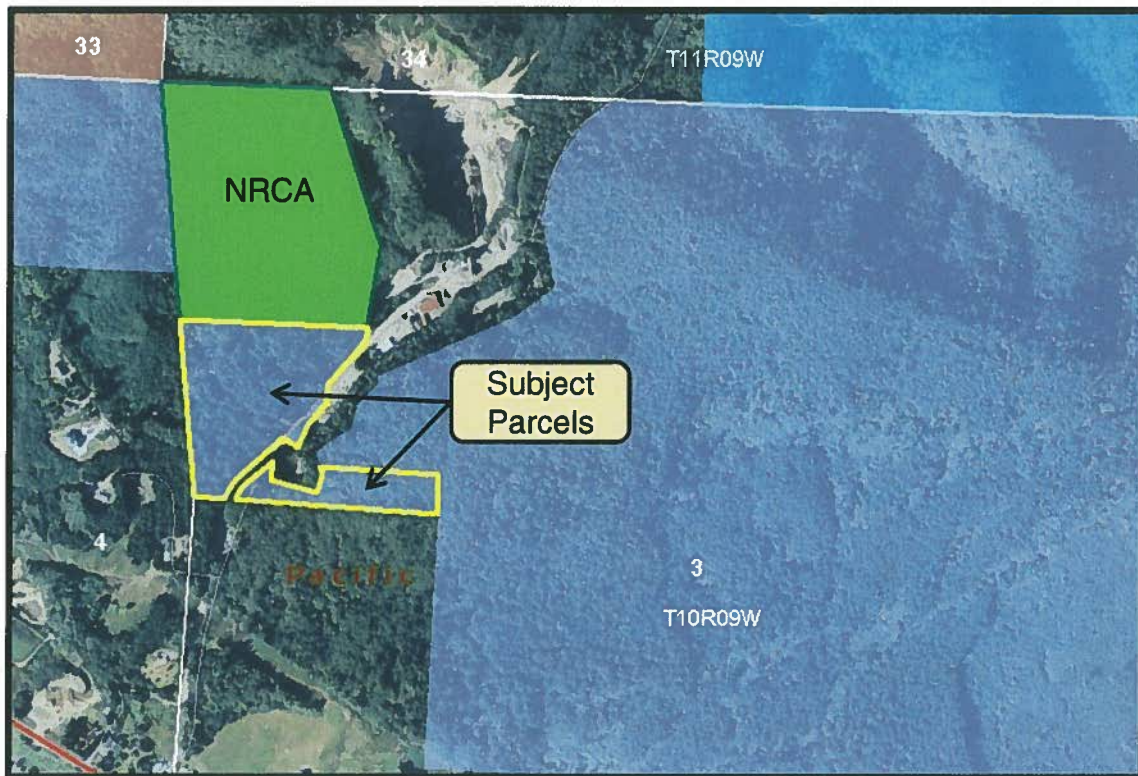 33
34
T11R09W
NRCA
Subject
Parcels
4
Pacific
3
T10R09W